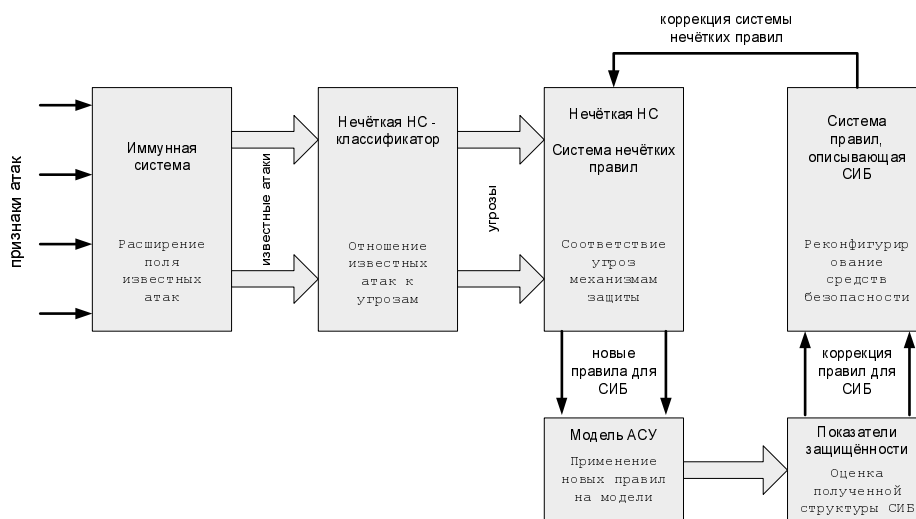 коррекция системы
нечётких правил
признаки атак
Иммунная
система
Расширение
поля
известных
атак
известные атаки
Нечёткая НС -
классификатор
Отношение
известных
атак к
угрозам
угрозы
Нечёткая НС
Система нечётких
правил
Соответствие
угроз
механизмам
защиты
Система
правил,
описывающая
СИБ
Реконфигурир
ование
средств
безопасности
новые
правила для
СИБ
коррекция
правил для
СИБ
Модель АСУ
Применение
новых правил
на модели
Показатели
защищённости
Оценка
полученной
структуры СИБ